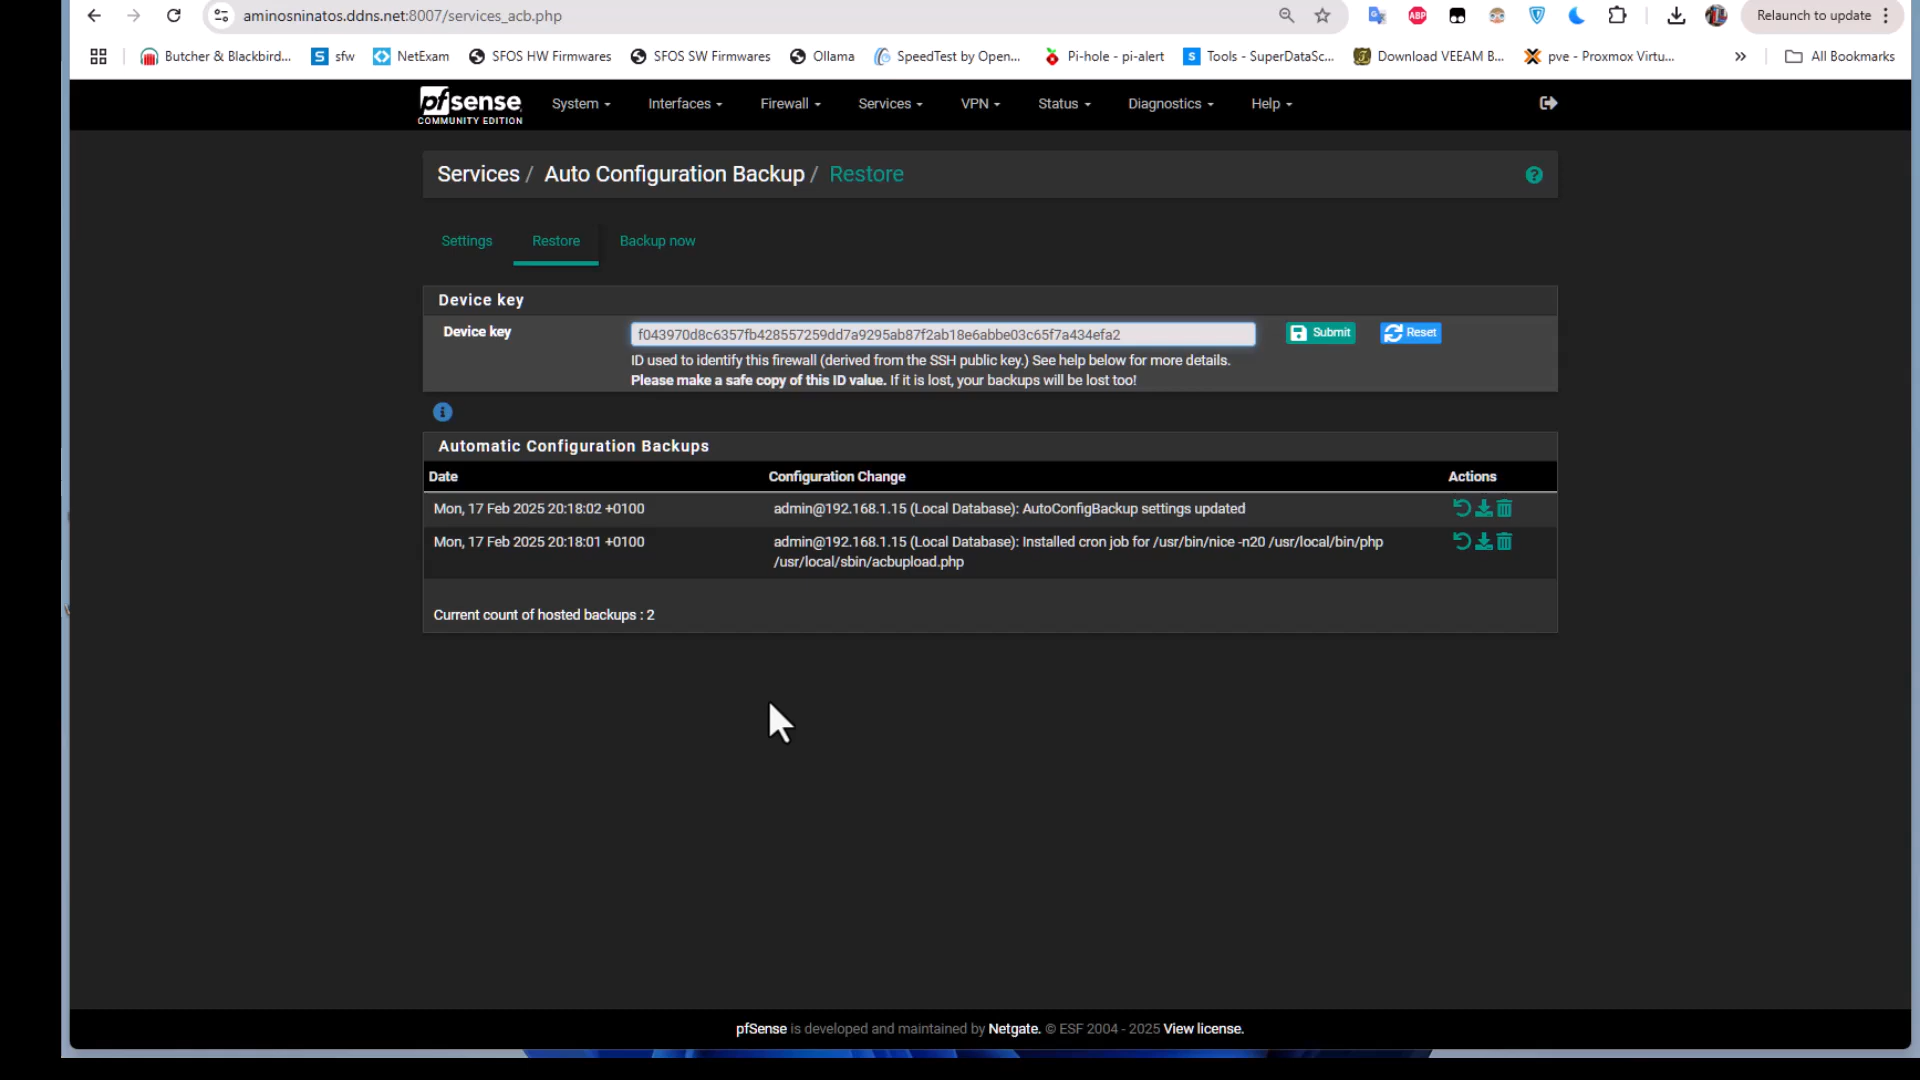 aminosninatos.ddns.net:8007/services_acb.php
ABP
Relaunch to update
Butcher & Blackbird...
S
sfw
NetExam
SFOS HW Firmwares
SFOS SW Firmwares
Ollama
SpeedTest by Open...
Pi-hole - pi-alert
S
Tools - SuperDataSc...
Download VEEAM B...
pve - Proxmox Virtu...
»
All Bookmarks
pfsense
COMMUNITY EDITION
System
Interfaces
Firewall
Services
VPN
Status
Diagnostics
Help
Services / Auto Configuration Backup / Restore
?
Settings
Restore
Backup now
Device key
Device key
f043970d8c6357fb428557259dd7a9295ab87f2ab18e6abbe03c65f7a434efa2
Submit
Reset
ID used to identify this firewall (derived from the SSH public key.) See help below for more details.
Please make a safe copy of this ID value. If it is lost, your backups will be lost too!
i
Automatic Configuration Backups
Date Configuration Change Actions
Mon, 17 Feb 2025 20:18:02 +0100 admin@192.168.1.15 (Local Database): AutoConfigBackup settings updated
Mon, 17 Feb 2025 20:18:01 +0100 admin@192.168.1.15 (Local Database): Installed cron job for /usr/bin/nice -n20 /usr/local/bin/php
/usr/local/sbin/acbupload.php
Current count of hosted backups : 2
pfSense is developed and maintained by Netgate. © ESF 2004 - 2025 View license.